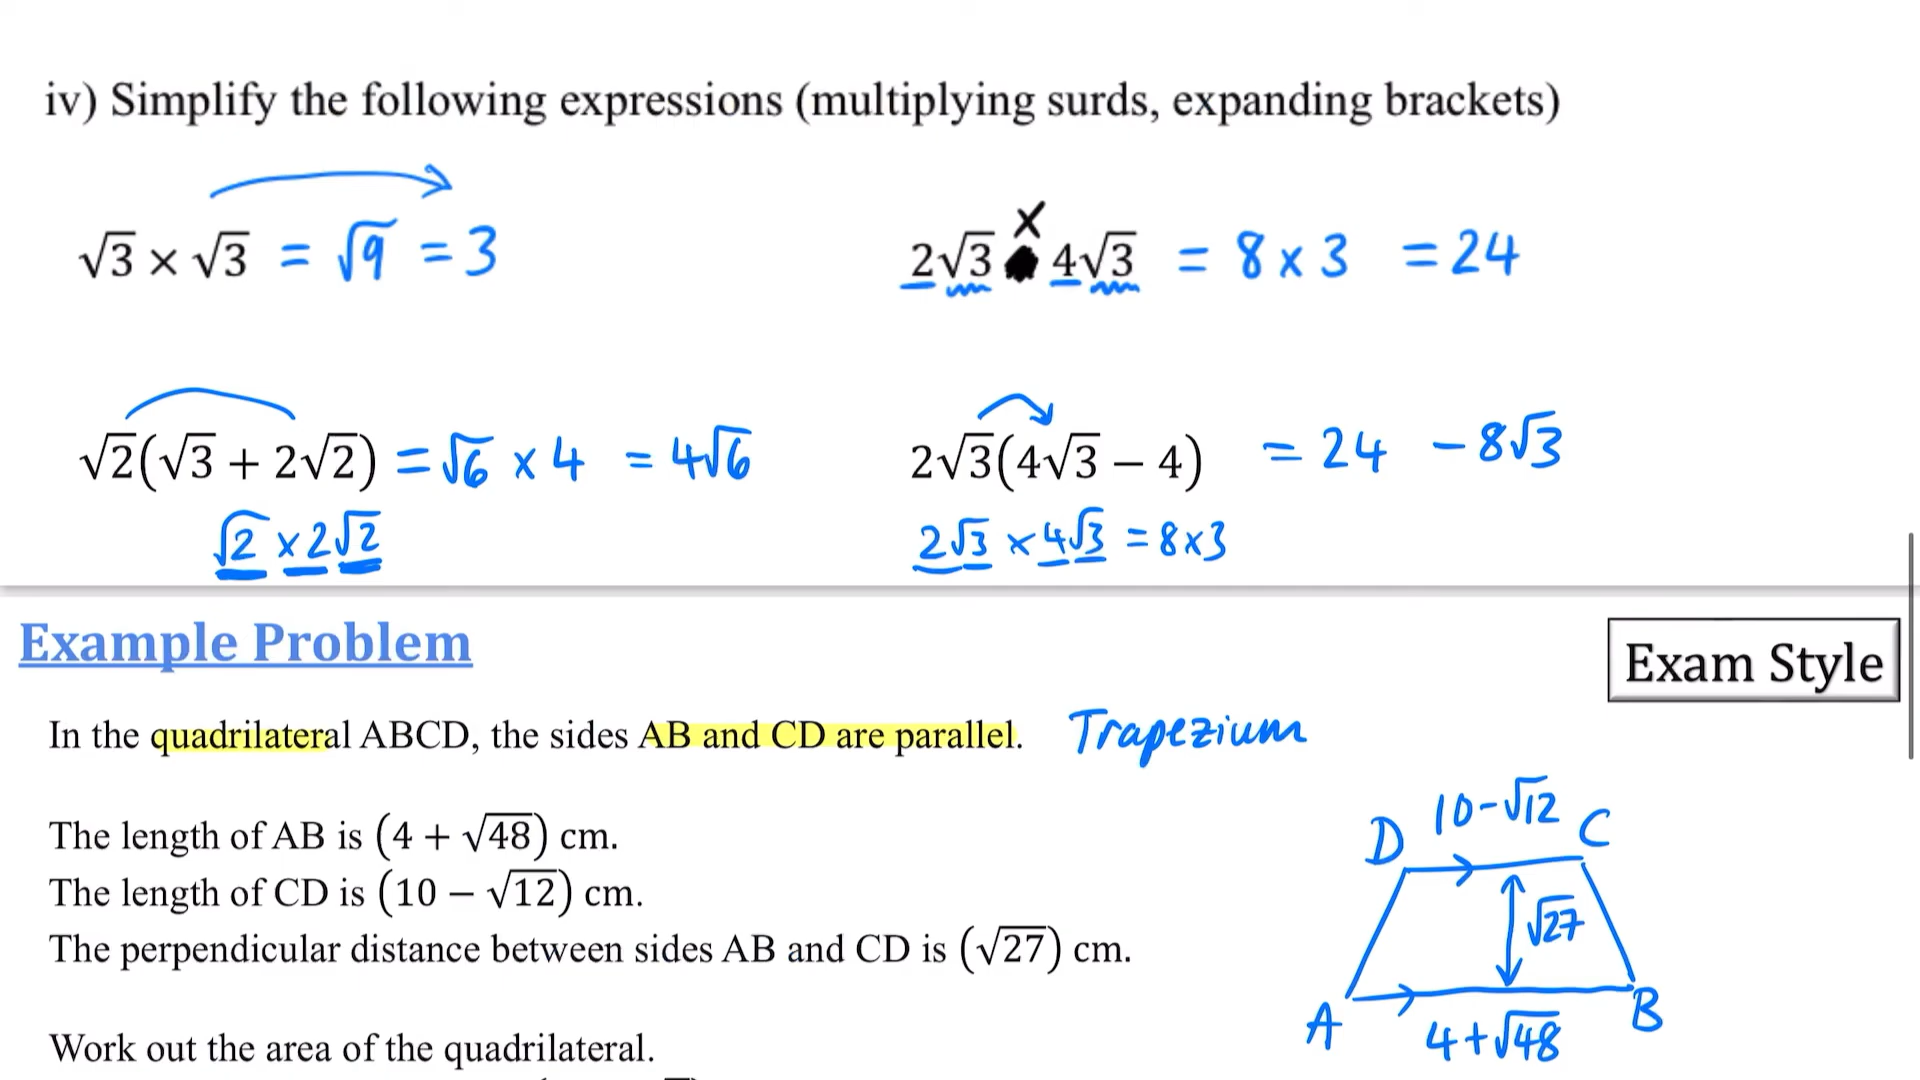 iv) Simplify the following expressions (multiplying surds, expanding brackets)
√3 × √3 = √9 = 3
2√3 × 4√3 = 8 × 3 = 24
√2(√3 + 2√2) = √6 × 4 = 4√6
√2 × 2√2
2√3(4√3 − 4) = 24 − 8√3
2√3 × 4√3 = 8×3
Example Problem
Exam Style
In the quadrilateral ABCD, the sides AB and CD are parallel. Trapezium
The length of AB is (4 + √48) cm.
The length of CD is (10 − √12) cm.
The perpendicular distance between sides AB and CD is (√27) cm.
Work out the area of the quadrilateral.
10-√12
D
C
√27
A
B
4+√48